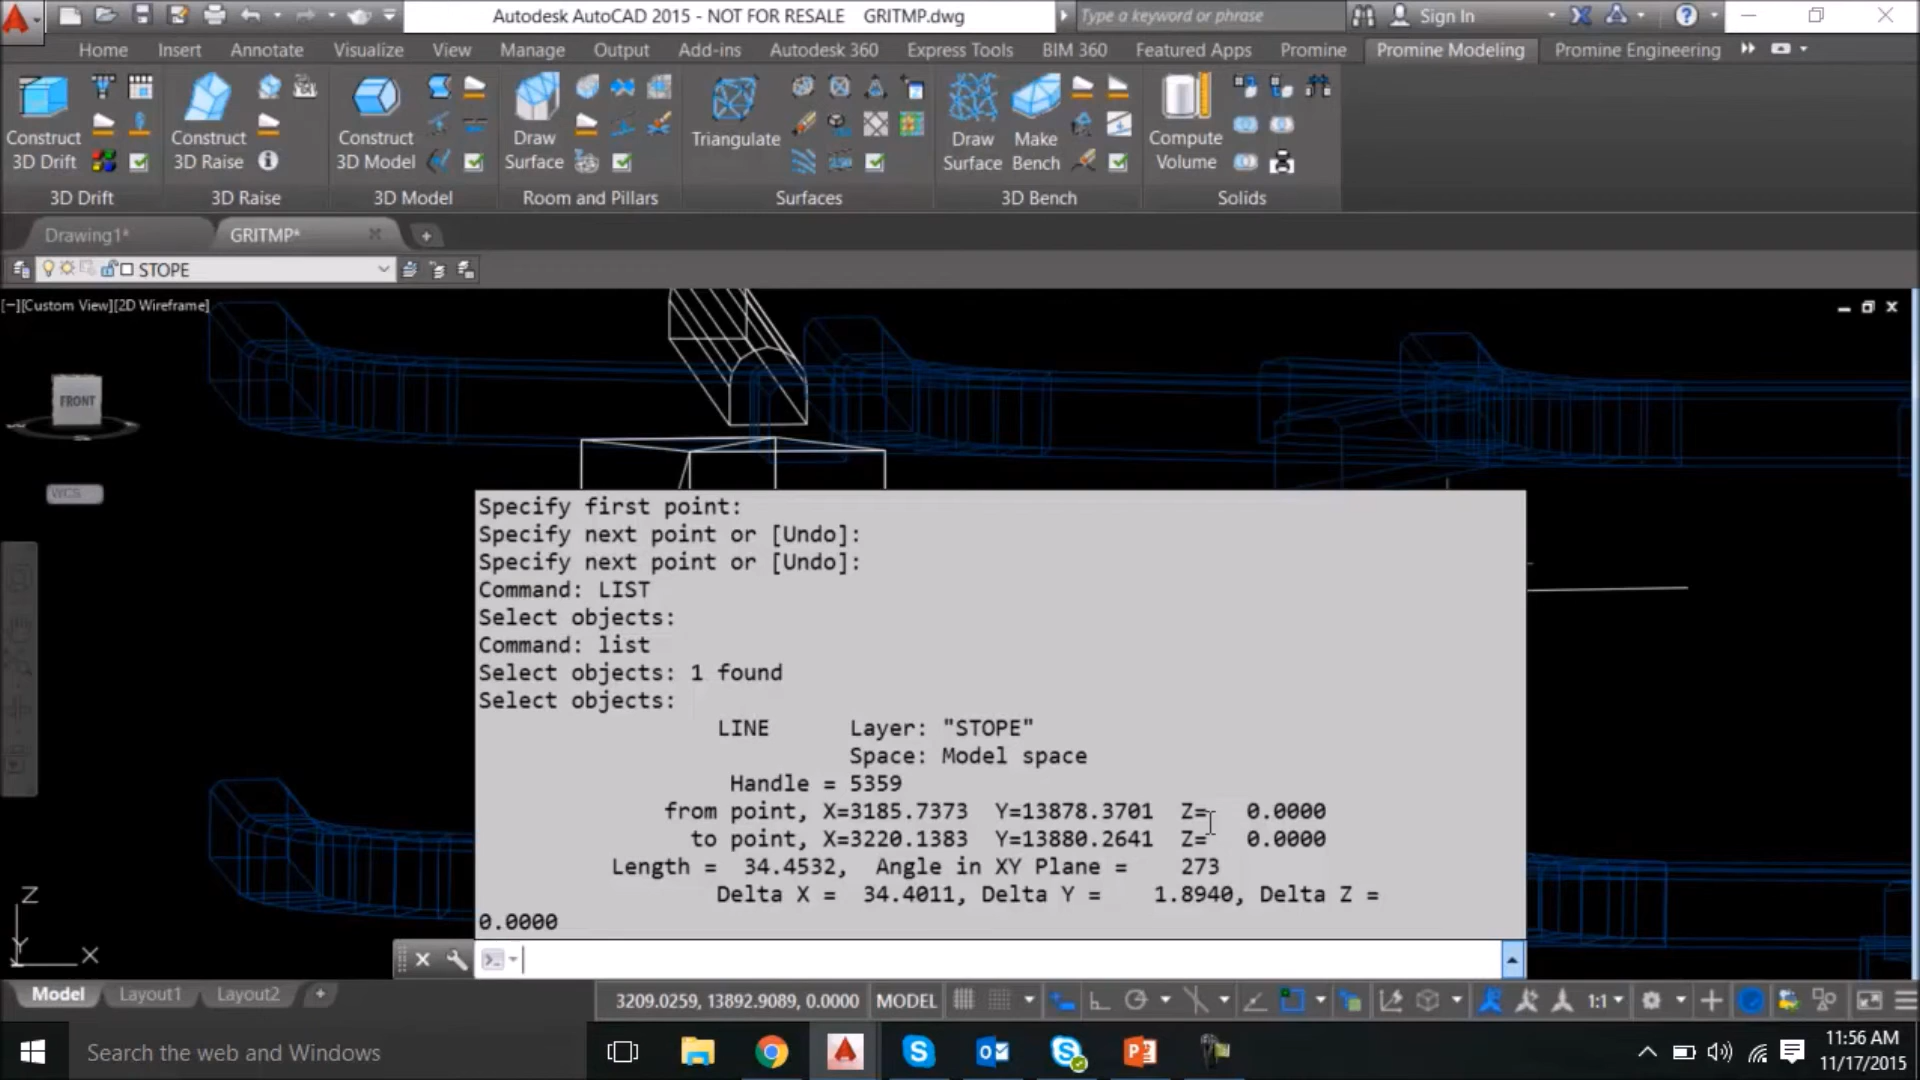 Autodesk AutoCAD 2015 - NOT FOR RESALE GRITMP.dwg
Type a keyword or phrase
Sign In
Home Insert Annotate Visualize View Manage Output Add-ins Autodesk 360 Express Tools BIM 360 Featured Apps Promine Promine Modeling Promine Engineering
Construct
3D Drift
Construct
3D Raise
Construct
3D Model
Draw
Surface
Triangulate
Draw
Surface
Make
Bench
Compute
Volume
3D Drift 3D Raise 3D Model Room and Pillars Surfaces 3D Bench Solids
Drawing1* GRITMP*
STOPE
[−][Custom View][2D Wireframe]
FRONT
WCS
Specify first point:
Specify next point or [Undo]:
Specify next point or [Undo]:
Command: LIST
Select objects:
Command: list
Select objects: 1 found
Select objects:
LINE Layer: "STOPE"
Space: Model space
Handle = 5359
from point, X=3185.7373 Y=13878.3701 Z= 0.0000
to point, X=3220.1383 Y=13880.2641 Z= 0.0000
Length = 34.4532, Angle in XY Plane = 273
Delta X = 34.4011, Delta Y = 1.8940, Delta Z =
0.0000
Z
Y X
Model Layout1 Layout2
3209.0259, 13892.9089, 0.0000 MODEL 1:1
Search the web and Windows
11:56 AM
11/17/2015